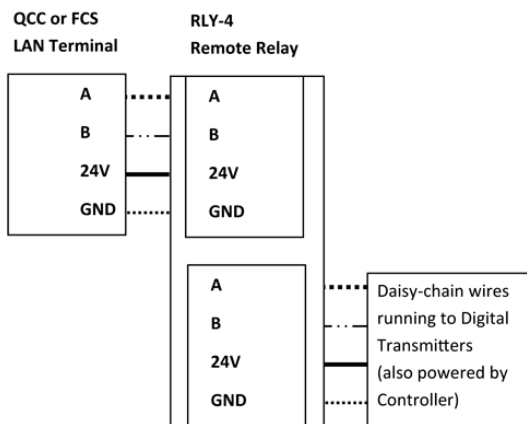 QCC or FCS
LAN Terminal
RLY-4
Remote Relay
A
B
24V
GND
A
B
24V
GND
A
B
24V
GND
Daisy-chain wires
running to Digital
Transmitters
(also powered by
Controller)